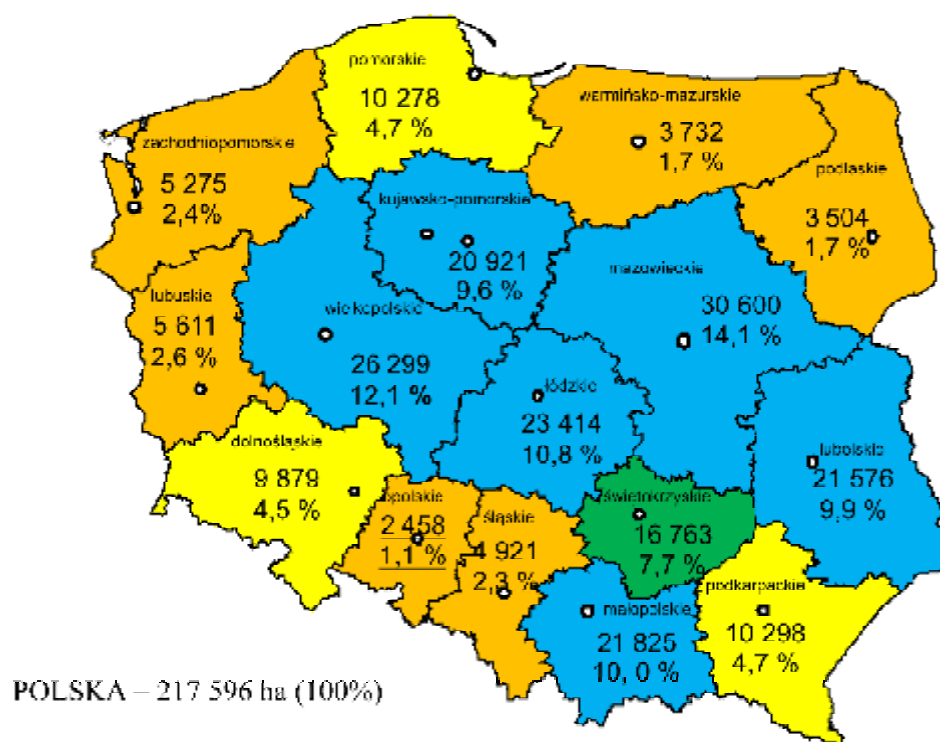 pomorskie
10 278
4,7 %
warmińsko-mazurskie
3 732
1,7 %
zachodniopomorskie
5 275
2,4%
podlaskie
3 504
1,7 %
kujawsko-pomorskie
20 921
9,6 %
mazowieckie
30 600
14,1 %
lubuskie
5 611
2,6 %
wielkopolskie
26 299
12,1 %
łódzkie
23 414
10,8 %
dolnośląskie
9 879
4,5 %
lubelskie
21 576
9,9 %
opolskie
2 458
1,1 %
śląskie
4 921
2,3 %
świętokrzyskie
16 763
7,7 %
małopolskie
21 825
10, 0 %
podkarpackie
10 298
4,7 %
POLSKA – 217 596 ha (100%)